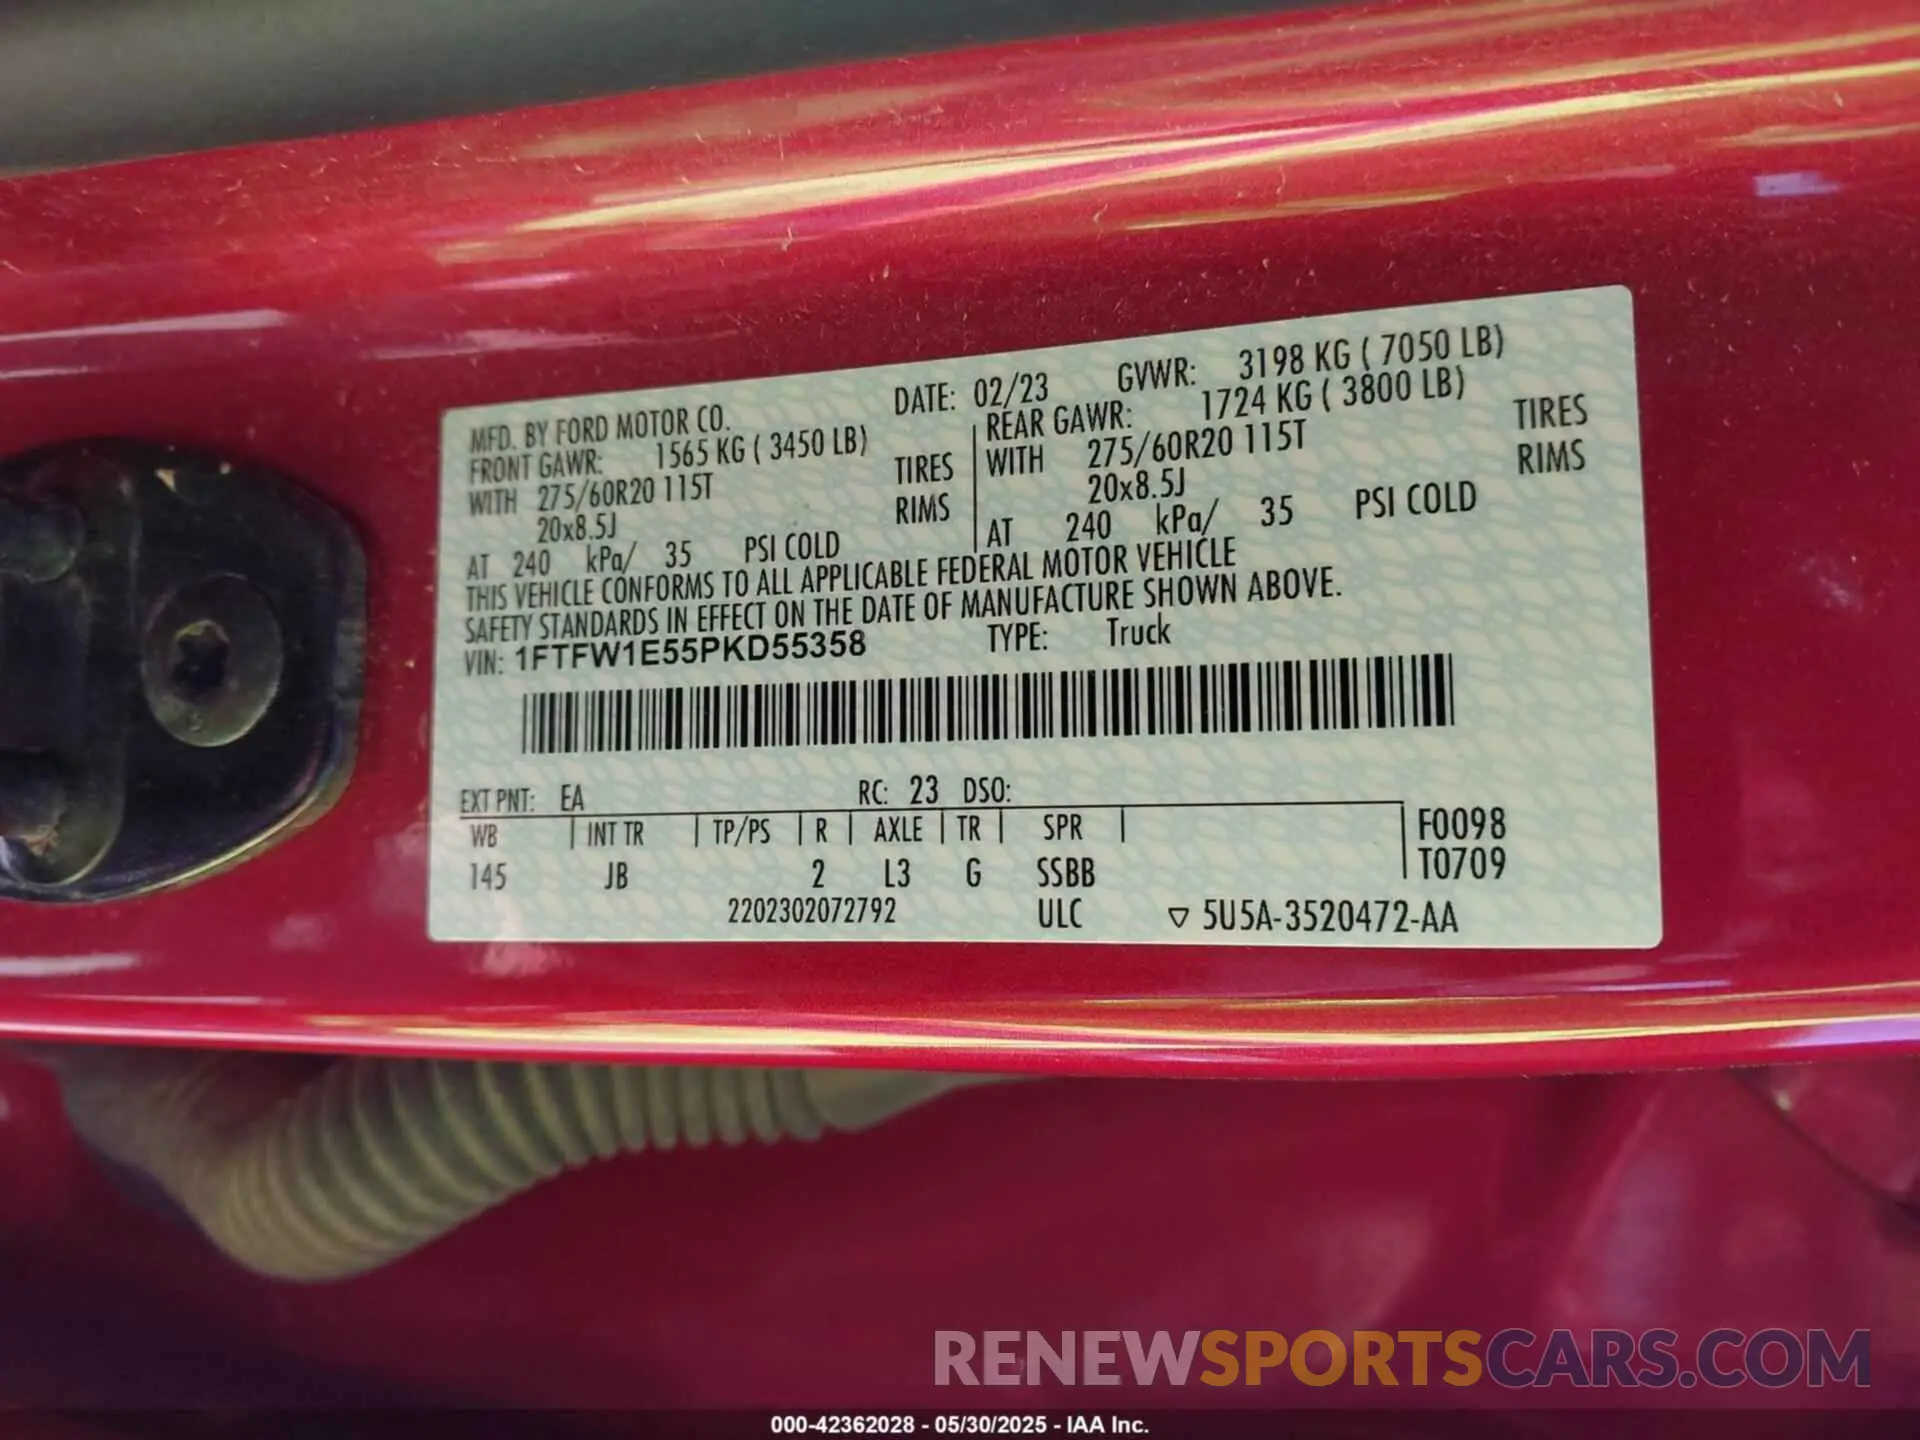 MFD. BY FORD MOTOR CO. DATE: 02/23 GVWR: 3198 KG ( 7050 LB)
FRONT GAWR: 1565 KG ( 3450 LB) REAR GAWR: 1724 KG ( 3800 LB)
WITH 275/60R20 115T TIRES WITH 275/60R20 115T TIRES
20x8.5J RIMS 20x8.5J RIMS
AT 240 kPa/ 35 PSI COLD AT 240 kPa/ 35 PSI COLD
THIS VEHICLE CONFORMS TO ALL APPLICABLE FEDERAL MOTOR VEHICLE
SAFETY STANDARDS IN EFFECT ON THE DATE OF MANUFACTURE SHOWN ABOVE.
VIN: 1FTFW1E55PKD55358 TYPE: Truck
EXT PNT: EA RC: 23 DSO:
WB INT TR TP/PS R AXLE TR SPR F0098
145 JB 2 L3 G SSBB T0709
2202302072792 ULC ▽ 5U5A-3520472-AA
RENEWSPORTSCARS.COM
000-42362028 - 05/30/2025 - IAA Inc.